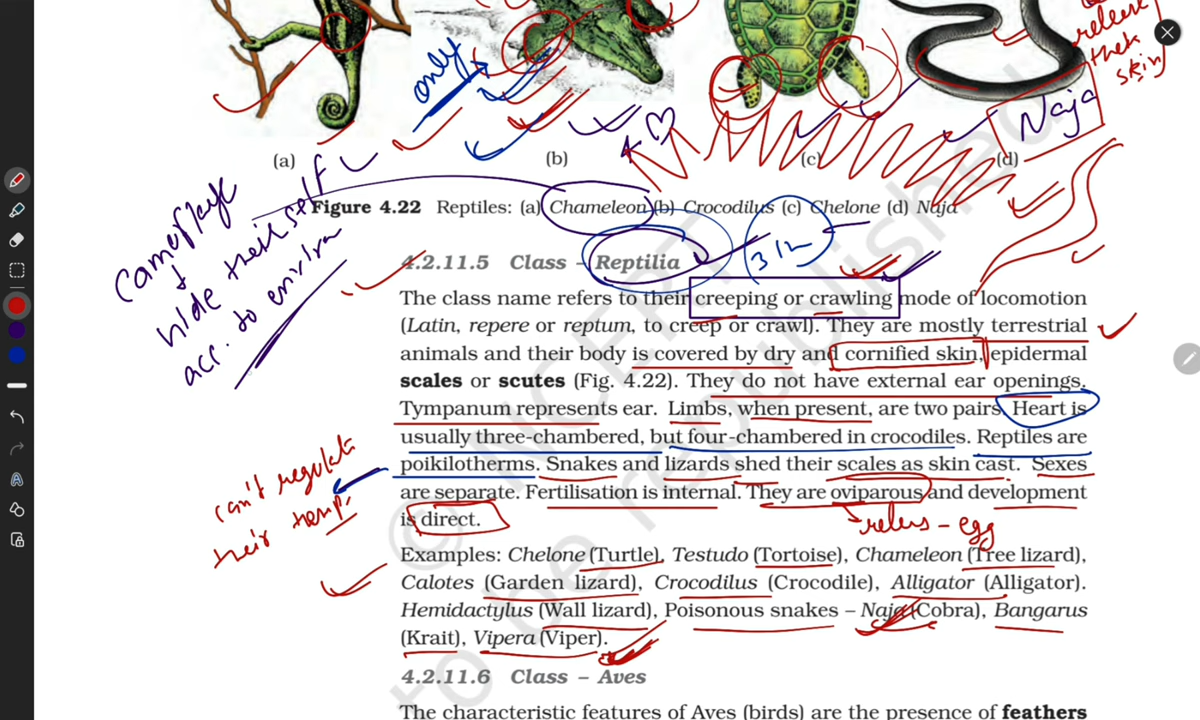 release
their
skin
only
Naja
(a)
(b)
(c)
(d)
Figure 4.22 Reptiles: (a) Chameleon (b) Crocodilus (c) Chelone (d) Naja
hide their self
acc. to
3/2
4.2.11.5 Class – Reptilia
The class name refers to their creeping or crawling mode of locomotion
(Latin, repere or reptum, to creep or crawl). They are mostly terrestrial
animals and their body is covered by dry and cornified skin, epidermal
scales or scutes (Fig. 4.22). They do not have external ear openings.
Tympanum represents ear. Limbs, when present, are two pairs. Heart is
usually three-chambered, but four-chambered in crocodiles. Reptiles are
poikilotherms. Snakes and lizards shed their scales as skin cast. Sexes
are separate. Fertilisation is internal. They are oviparous and development
is direct.
can't regulate
their temp.
egg
Examples: Chelone (Turtle), Testudo (Tortoise), Chameleon (Tree lizard),
Calotes (Garden lizard), Crocodilus (Crocodile), Alligator (Alligator).
Hemidactylus (Wall lizard), Poisonous snakes – Naja (Cobra), Bangarus
(Krait), Vipera (Viper).
4.2.11.6 Class – Aves
The characteristic features of Aves (birds) are the presence of feathers
© NCERT
to be republished